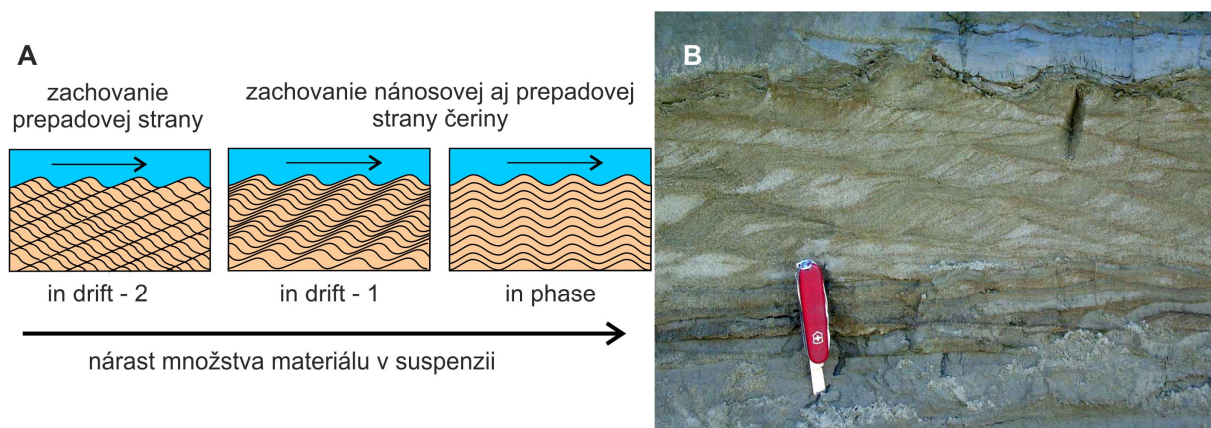 A
zachovanie
prepadovej strany
zachovanie nánosovej aj prepadovej
strany čeriny
in drift - 2
in drift - 1
in phase
nárast množstva materiálu v suspenzii
B